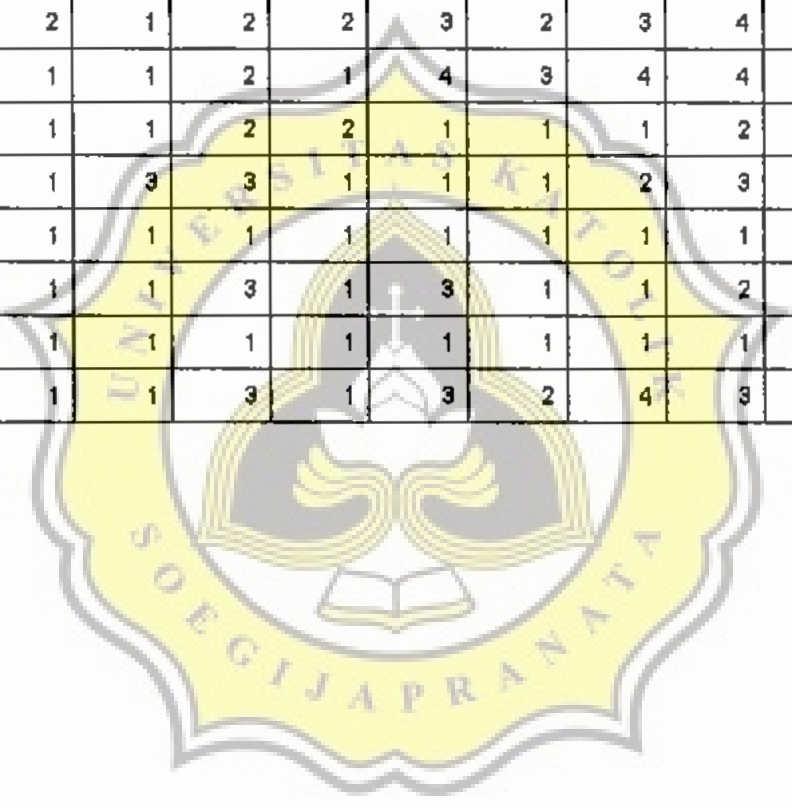 2 1 2 2 3 2 3 4
1 1 2 1 4 3 4 4
1 1 2 2 1 1 1 2
1 3 3 1 1 1 2 3
1 1 1 1 1 1 1 1
1 1 3 1 3 1 1 2
1 1 1 1 1 1 1 1
1 1 3 1 3 2 4 3
UNIVERSITAS KATOLIK
SOEGIJAPRANATA